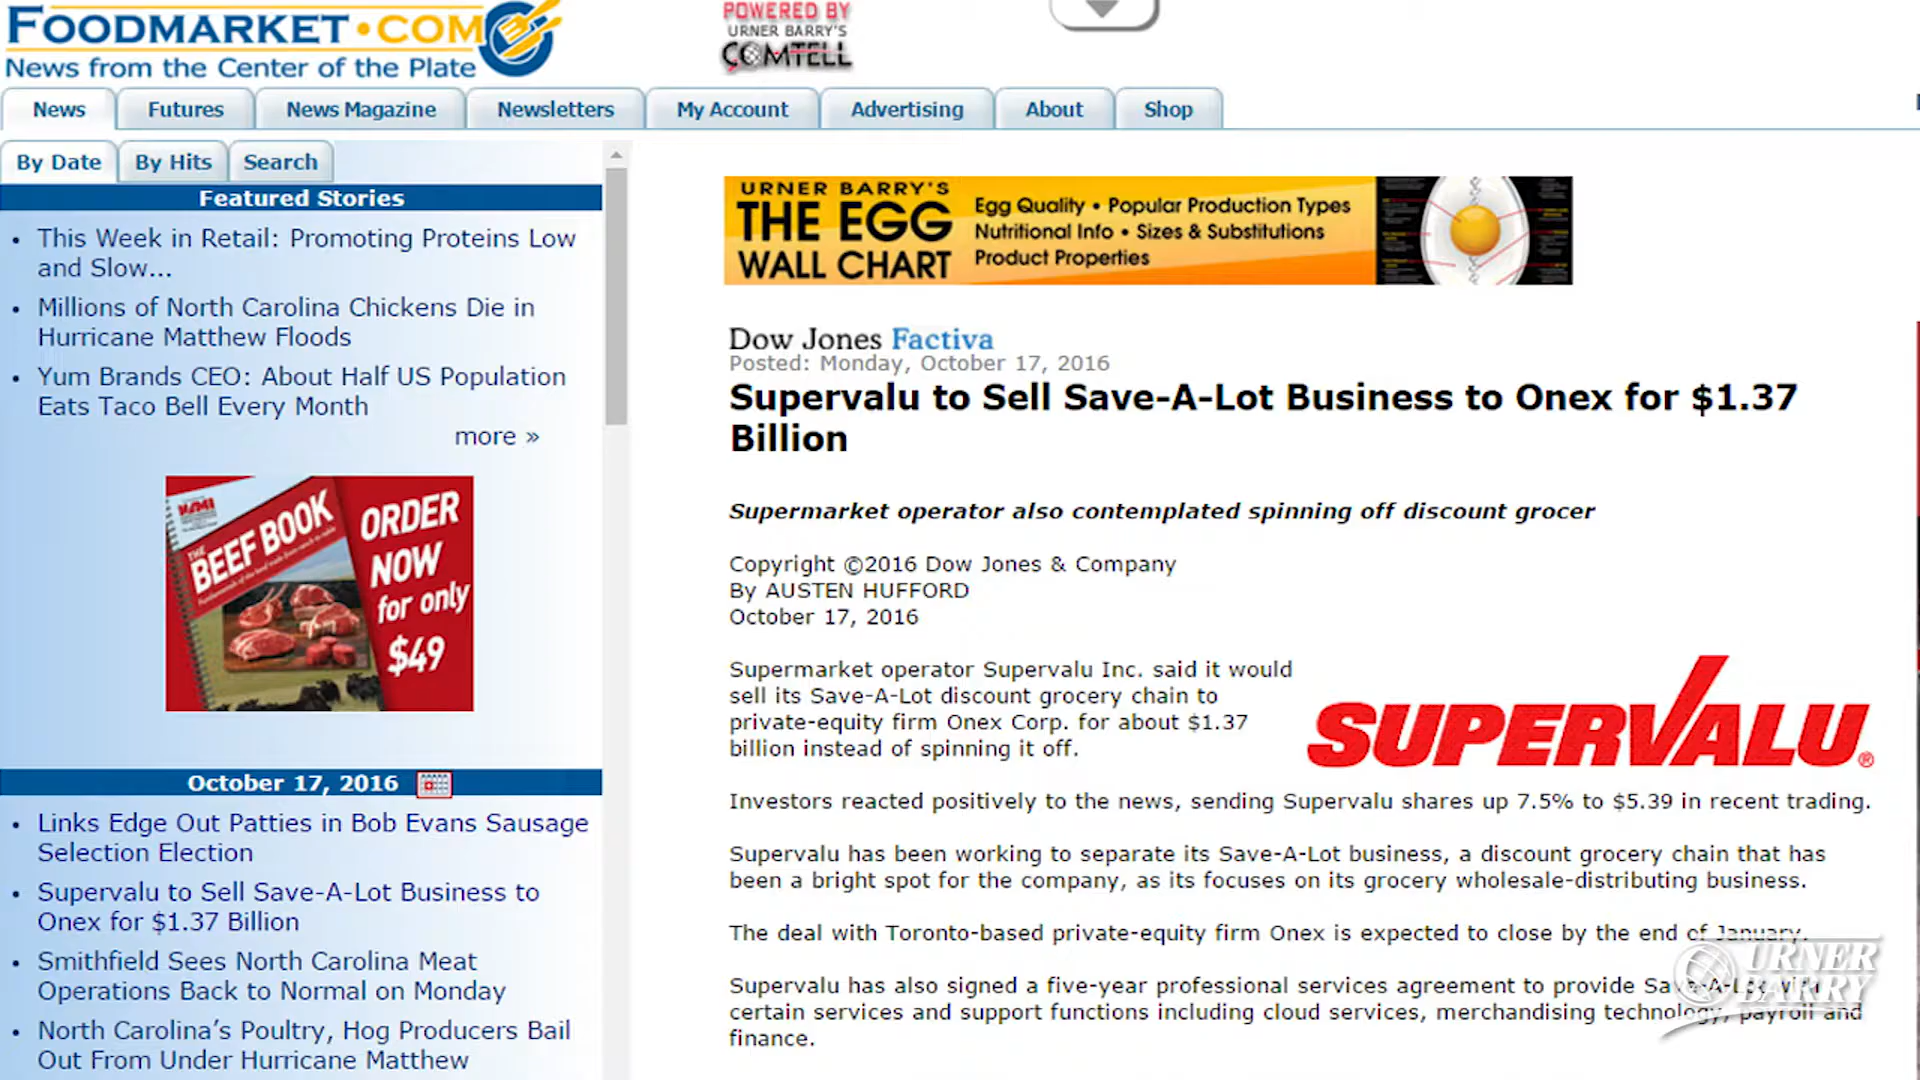 FOODMARKET.COM
News from the Center of the Plate
POWERED BY
URNER BARRY'S
COMTELL
News
Futures
News Magazine
Newsletters
My Account
Advertising
About
Shop
By Date
By Hits
Search
Featured Stories
This Week in Retail: Promoting Proteins Low
and Slow...
Millions of North Carolina Chickens Die in
Hurricane Matthew Floods
Yum Brands CEO: About Half US Population
Eats Taco Bell Every Month
more »
THE
BEEF BOOK
ORDER
NOW
for only
$49
October 17, 2016
Links Edge Out Patties in Bob Evans Sausage
Selection Election
Supervalu to Sell Save-A-Lot Business to
Onex for $1.37 Billion
Smithfield Sees North Carolina Meat
Operations Back to Normal on Monday
North Carolina's Poultry, Hog Producers Bail
Out From Under Hurricane Matthew
URNER BARRY'S
THE EGG
WALL CHART
Egg Quality • Popular Production Types
Nutritional Info • Sizes & Substitutions
Product Properties
Dow Jones Factiva
Posted: Monday, October 17, 2016
Supervalu to Sell Save-A-Lot Business to Onex for $1.37
Billion
Supermarket operator also contemplated spinning off discount grocer
Copyright ©2016 Dow Jones & Company
By AUSTEN HUFFORD
October 17, 2016
Supermarket operator Supervalu Inc. said it would
sell its Save-A-Lot discount grocery chain to
private-equity firm Onex Corp. for about $1.37
billion instead of spinning it off.
SUPERVALU®
Investors reacted positively to the news, sending Supervalu shares up 7.5% to $5.39 in recent trading.
Supervalu has been working to separate its Save-A-Lot business, a discount grocery chain that has
been a bright spot for the company, as its focuses on its grocery wholesale-distributing business.
The deal with Toronto-based private-equity firm Onex is expected to close by the end of January.
Supervalu has also signed a five-year professional services agreement to provide Save-A-Lot with
certain services and support functions including cloud services, merchandising technology, payroll and
finance.
URNER
BARRY